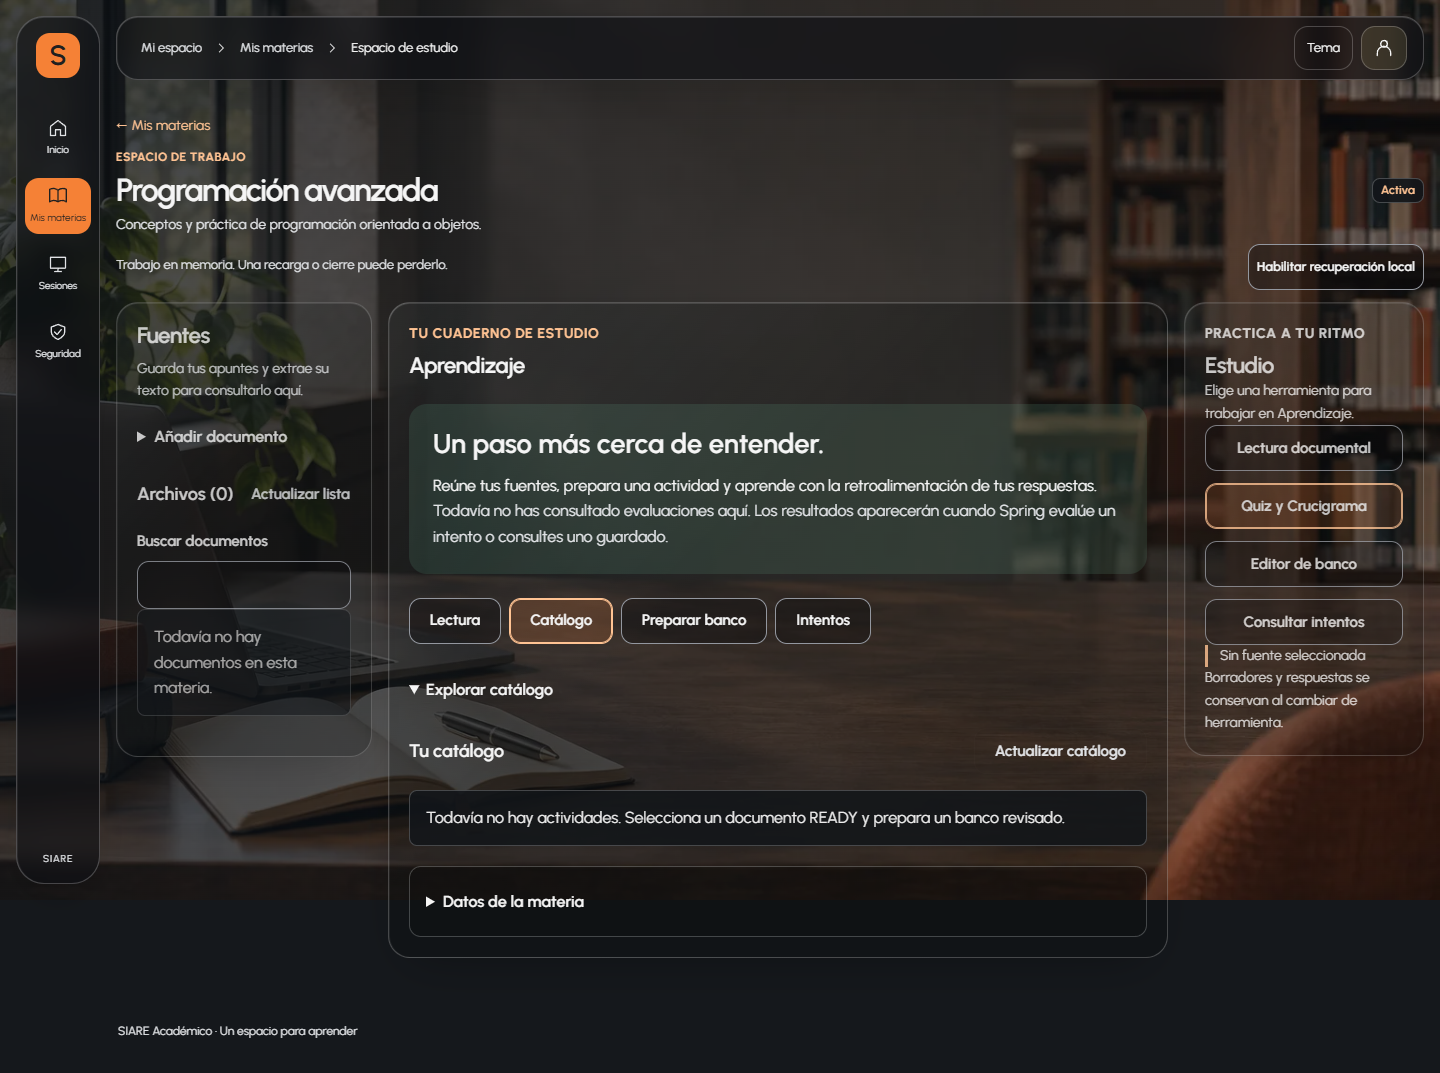 S
Inicio
Mis materias
Sesiones
Seguridad
SIARE
Mi espacio > Mis materias > Espacio de estudio
Tema
← Mis materias
ESPACIO DE TRABAJO
Programación avanzada
Activa
Conceptos y práctica de programación orientada a objetos.
Trabajo en memoria. Una recarga o cierre puede perderlo.
Habilitar recuperación local
Fuentes
Guarda tus apuntes y extrae su
texto para consultarlo aquí.
Añadir documento
Archivos (0)
Actualizar lista
Buscar documentos
Todavía no hay
documentos en esta
materia.
TU CUADERNO DE ESTUDIO
Aprendizaje
Un paso más cerca de entender.
Reúne tus fuentes, prepara una actividad y aprende con la retroalimentación de tus respuestas.
Todavía no has consultado evaluaciones aquí. Los resultados aparecerán cuando Spring evalúe un
intento o consultes uno guardado.
Lectura
Catálogo
Preparar banco
Intentos
Explorar catálogo
Tu catálogo
Actualizar catálogo
Todavía no hay actividades. Selecciona un documento READY y prepara un banco revisado.
Datos de la materia
PRACTICA A TU RITMO
Estudio
Elige una herramienta para
trabajar en Aprendizaje.
Lectura documental
Quiz y Crucigrama
Editor de banco
Consultar intentos
Sin fuente seleccionada
Borradores y respuestas se
conservan al cambiar de
herramienta.
SIARE Académico · Un espacio para aprender